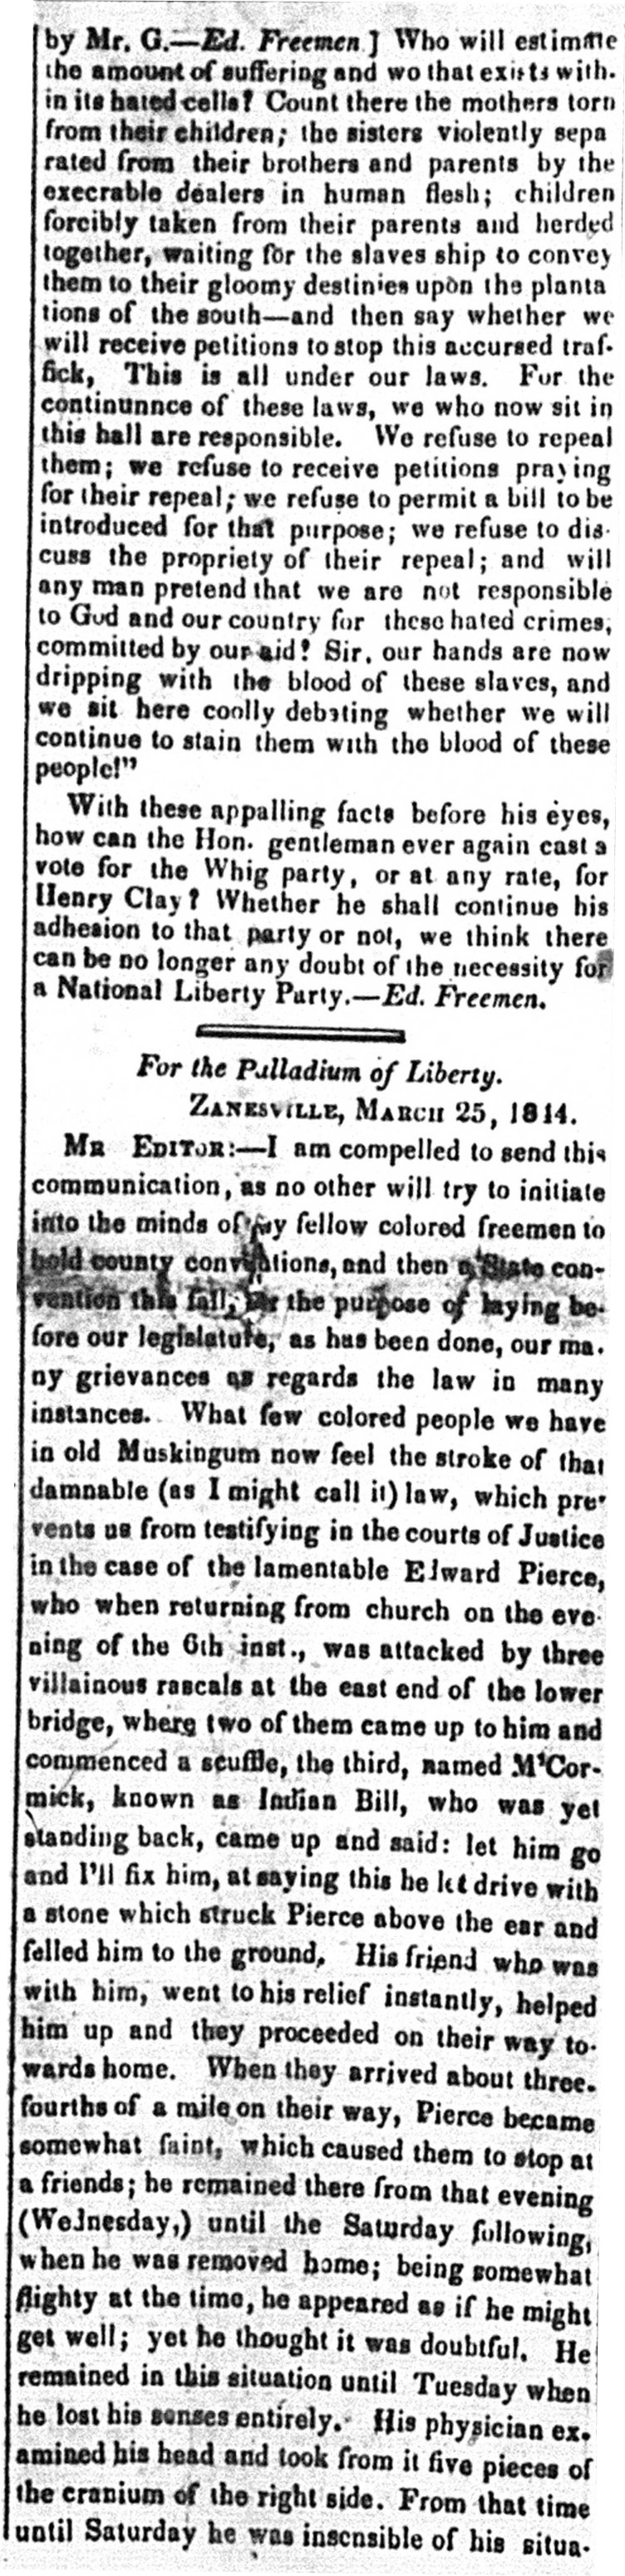 by Mr. G.—Ed. Freemen.] Who will estimate
the amount of suffering and wo that exists with-
in its hated cells? Count there the mothers torn
from their children; the sisters violently sepa
rated from their brothers and parents by the
execrable dealers in human flesh; children
forcibly taken from their parents and herded
together, waiting for the slaves ship to convey
them to their gloomy destinies upon the planta
tions of the south—and then say whether we
will receive petitions to stop this accursed traf-
fick, This is all under our laws. For the
continunnce of these laws, we who now sit in
this hall are responsible. We refuse to repeal
them; we refuse to receive petitions praying
for their repeal; we refuse to permit a bill to be
introduced for that purpose; we refuse to dis-
cuss the propriety of their repeal; and will
any man pretend that we are not responsible
to God and our country for these hated crimes,
committed by our aid? Sir, our hands are now
dripping with the blood of these slaves, and
we sit here coolly debating whether we will
continue to stain them with the blood of these
people!"
With these appalling facts before his eyes,
how can the Hon. gentleman ever again cast a
vote for the Whig party, or at any rate, for
Henry Clay? Whether he shall continue his
adhesion to that party or not, we think there
can be no longer any doubt of the necessity for
a National Liberty Party.—Ed. Freemen.
For the Palladium of Liberty.
ZANESVILLE, MARCH 25, 1844.
MR EDITOR:—I am compelled to send this
communication, as no other will try to initiate
into the minds of my fellow colored freemen to
hold county conventions, and then a State con-
vention this fall, for the purpose of laying be-
fore our legislature, as has been done, our ma-
ny grievances as regards the law in many
instances. What few colored people we have
in old Muskingum now feel the stroke of that
damnable (as I might call it) law, which pre-
vents us from testifying in the courts of Justice
in the case of the lamentable Edward Pierce,
who when returning from church on the eve-
ning of the 6th inst., was attacked by three
villainous rascals at the east end of the lower
bridge, where two of them came up to him and
commenced a scuffle, the third, named M'Cor-
mick, known as Indian Bill, who was yet
standing back, came up and said: let him go
and I'll fix him, at saying this he let drive with
a stone which struck Pierce above the ear and
felled him to the ground. His friend who was
with him, went to his relief instantly, helped
him up and they proceeded on their way to-
wards home. When they arrived about three-
fourths of a mile on their way, Pierce became
somewhat faint, which caused them to stop at
a friends; he remained there from that evening
(Wednesday,) until the Saturday following,
when he was removed home; being somewhat
flighty at the time, he appeared as if he might
get well; yet he thought it was doubtful. He
remained in this situation until Tuesday when
he lost his senses entirely. His physician ex-
amined his head and took from it five pieces of
the cranium of the right side. From that time
until Saturday he was insensible of his situa-